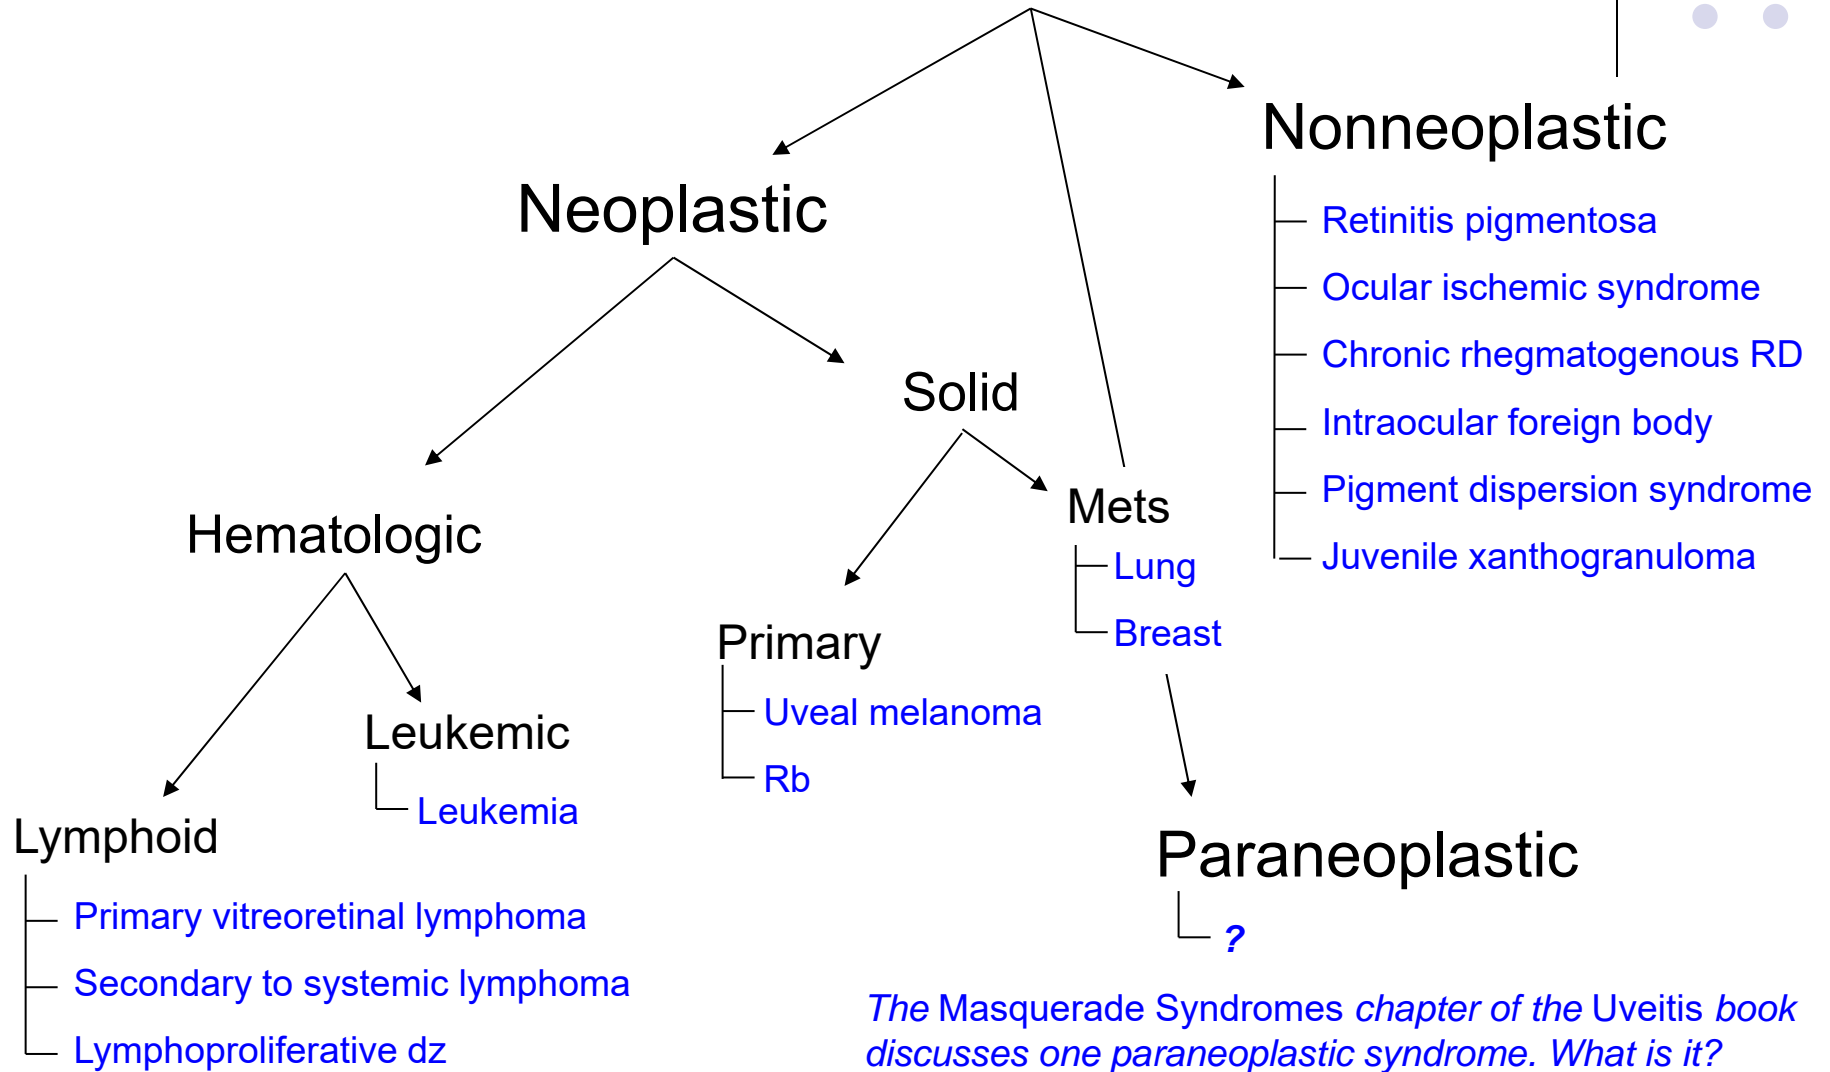 Nonneoplastic
Retinitis pigmentosa
Ocular ischemic syndrome
Chronic rhegmatogenous RD
Intraocular foreign body
Pigment dispersion syndrome
Juvenile xanthogranuloma
Neoplastic
Solid
Mets
Lung
Breast
Hematologic
Primary
Uveal melanoma
Rb
Leukemic
Leukemia
Lymphoid
Primary vitreoretinal lymphoma
Secondary to systemic lymphoma
Lymphoproliferative dz
Paraneoplastic
?
The Masquerade Syndromes chapter of the Uveitis book
discusses one paraneoplastic syndrome. What is it?